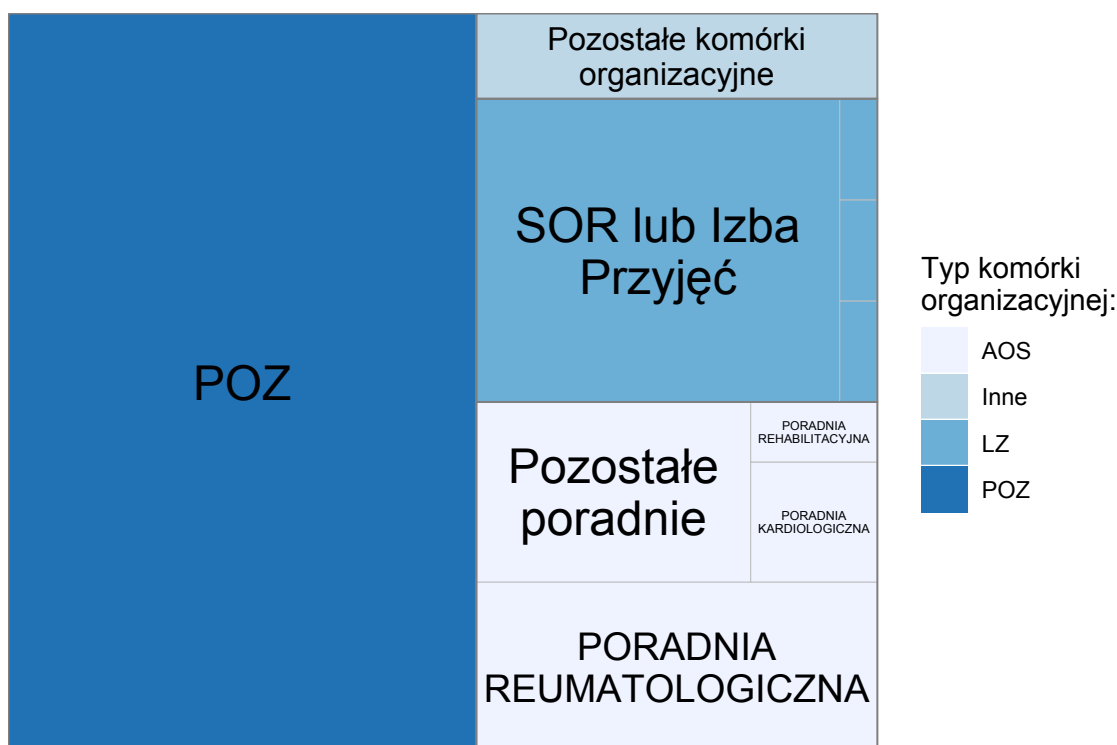 POZ
Pozostałe komórki
organizacyjne
SOR lub Izba
Przyjęć
Pozostałe
poradnie
PORADNIA
REHABILITACYJNA
PORADNIA
KARDIOLOGICZNA
PORADNIA
REUMATOLOGICZNA
Typ komórki
organizacyjnej:
AOS
Inne
LZ
POZ